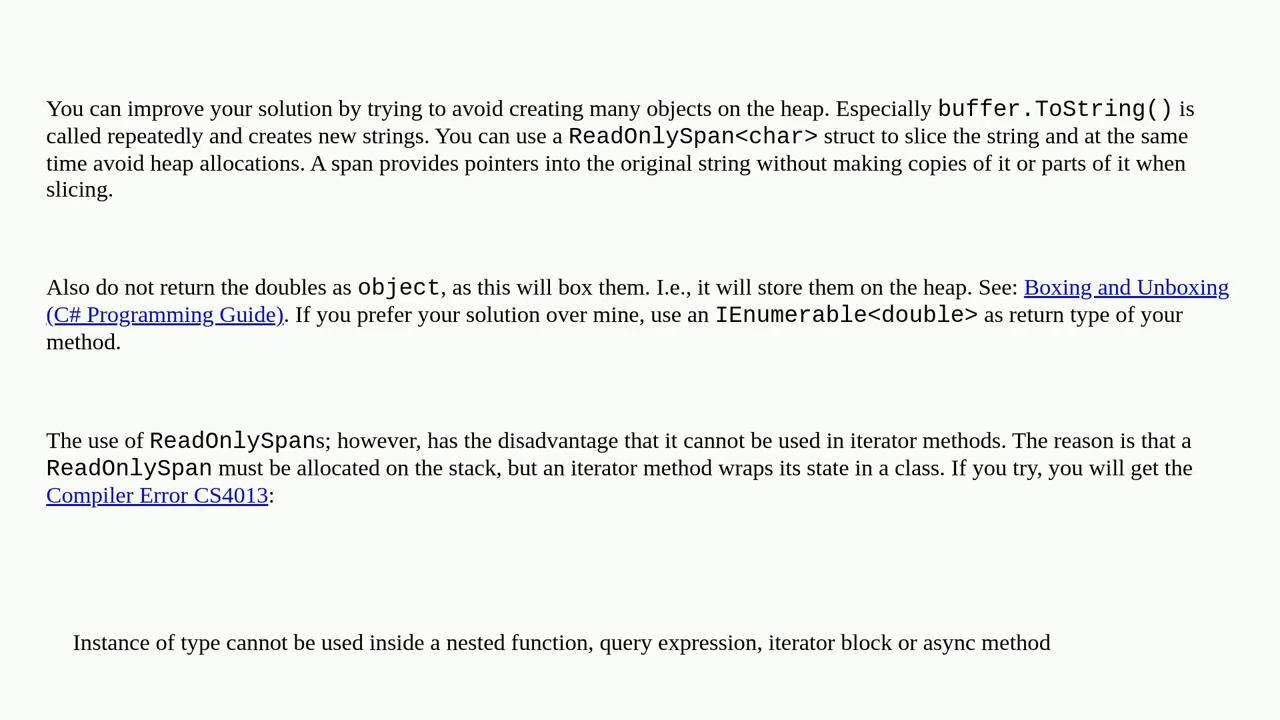 You can improve your solution by trying to avoid creating many objects on the heap. Especially buffer.ToString() is
called repeatedly and creates new strings. You can use a ReadOnlySpan<char> struct to slice the string and at the same
time avoid heap allocations. A span provides pointers into the original string without making copies of it or parts of it when
slicing.
Also do not return the doubles as object, as this will box them. I.e., it will store them on the heap. See: Boxing and Unboxing
(C# Programming Guide). If you prefer your solution over mine, use an IEnumerable<double> as return type of your
method.
The use of ReadOnlySpans; however, has the disadvantage that it cannot be used in iterator methods. The reason is that a
ReadOnlySpan must be allocated on the stack, but an iterator method wraps its state in a class. If you try, you will get the
Compiler Error CS4013:
Instance of type cannot be used inside a nested function, query expression, iterator block or async method